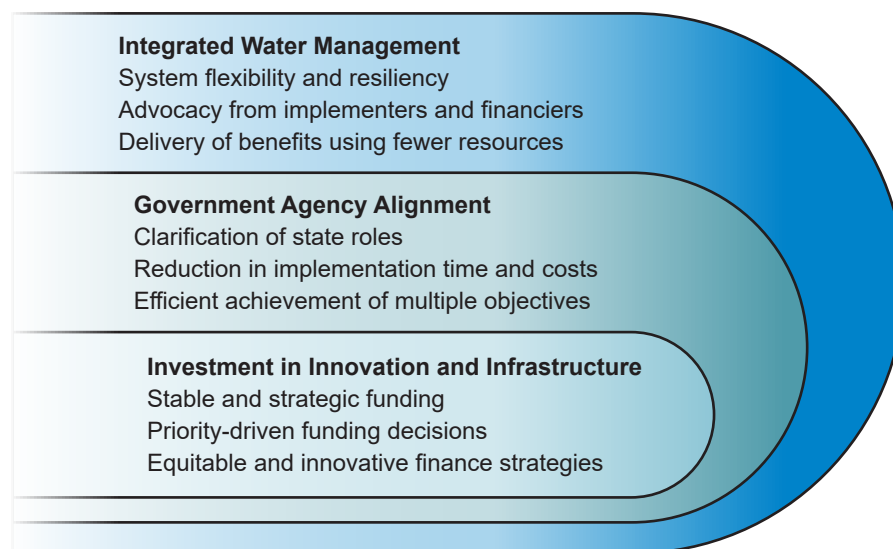 Integrated Water Management
System flexibility and resiliency
Advocacy from implementers and financiers
Delivery of benefits using fewer resources
Government Agency Alignment
Clarification of state roles
Reduction in implementation time and costs
Efficient achievement of multiple objectives
Investment in Innovation and Infrastructure
Stable and strategic funding
Priority-driven funding decisions
Equitable and innovative finance strategies